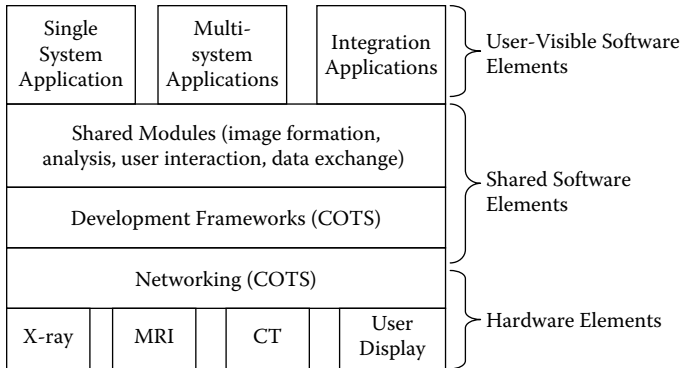 Single
System
Application
Multi-
system
Applications
Integration
Applications
User-Visible Software
Elements
Shared Modules (image formation,
analysis, user interaction, data exchange)
Development Frameworks (COTS)
Shared Software
Elements
Networking (COTS)
X-ray
MRI
CT
User
Display
Hardware Elements